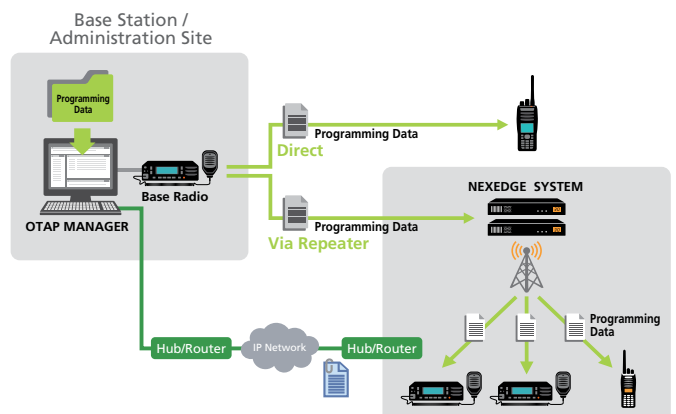 Base Station /
Administration Site
Programming
Data
OTAP MANAGER
Base Radio
Programming Data
Direct
Programming Data
Via Repeater
NEXEDGE SYSTEM
Programming
Data
Hub/Router
IP Network
Hub/Router